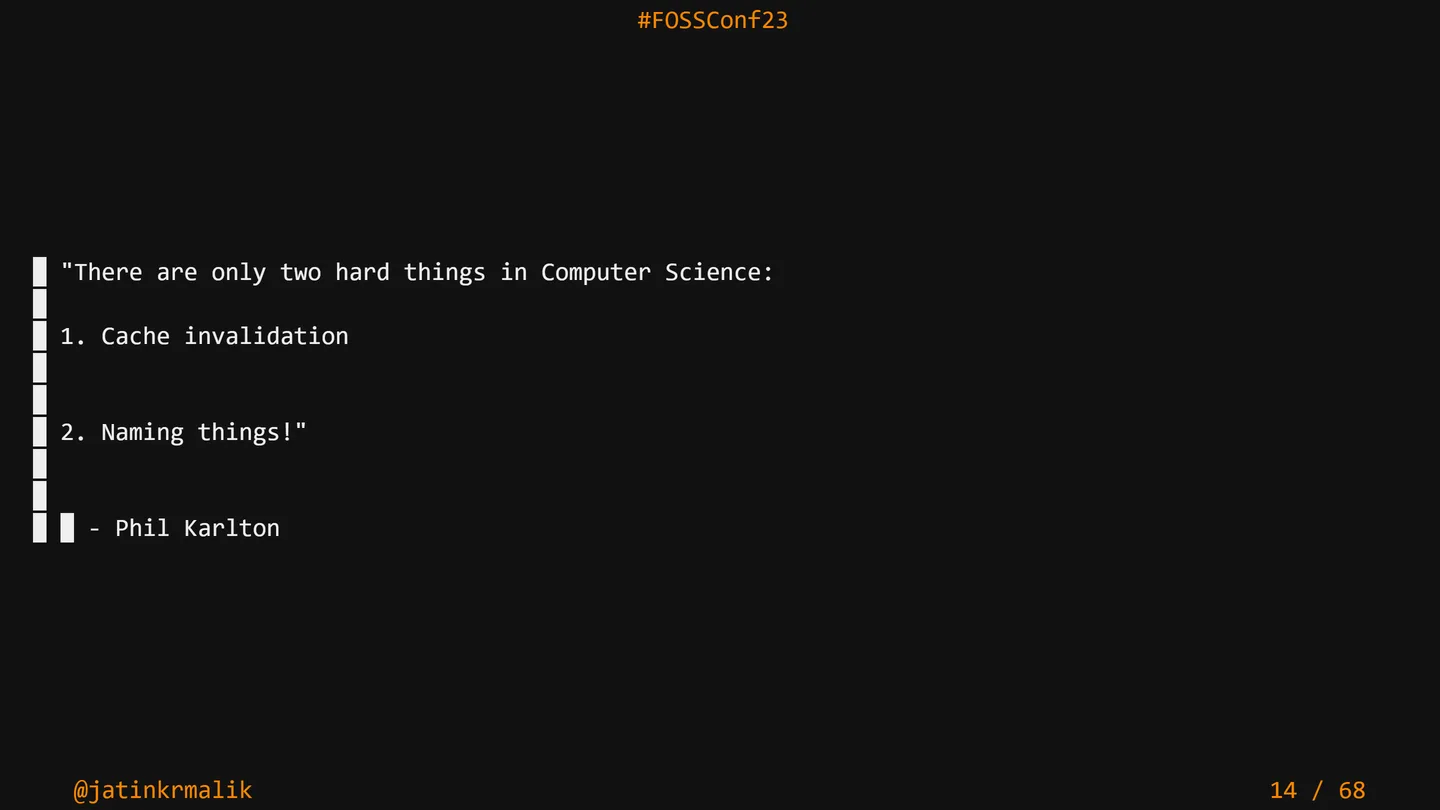 #FOSSConf23
"There are only two hard things in Computer Science:
1. Cache invalidation
2. Naming things!"
- Phil Karlton
@jatinkrmalik
14 / 68